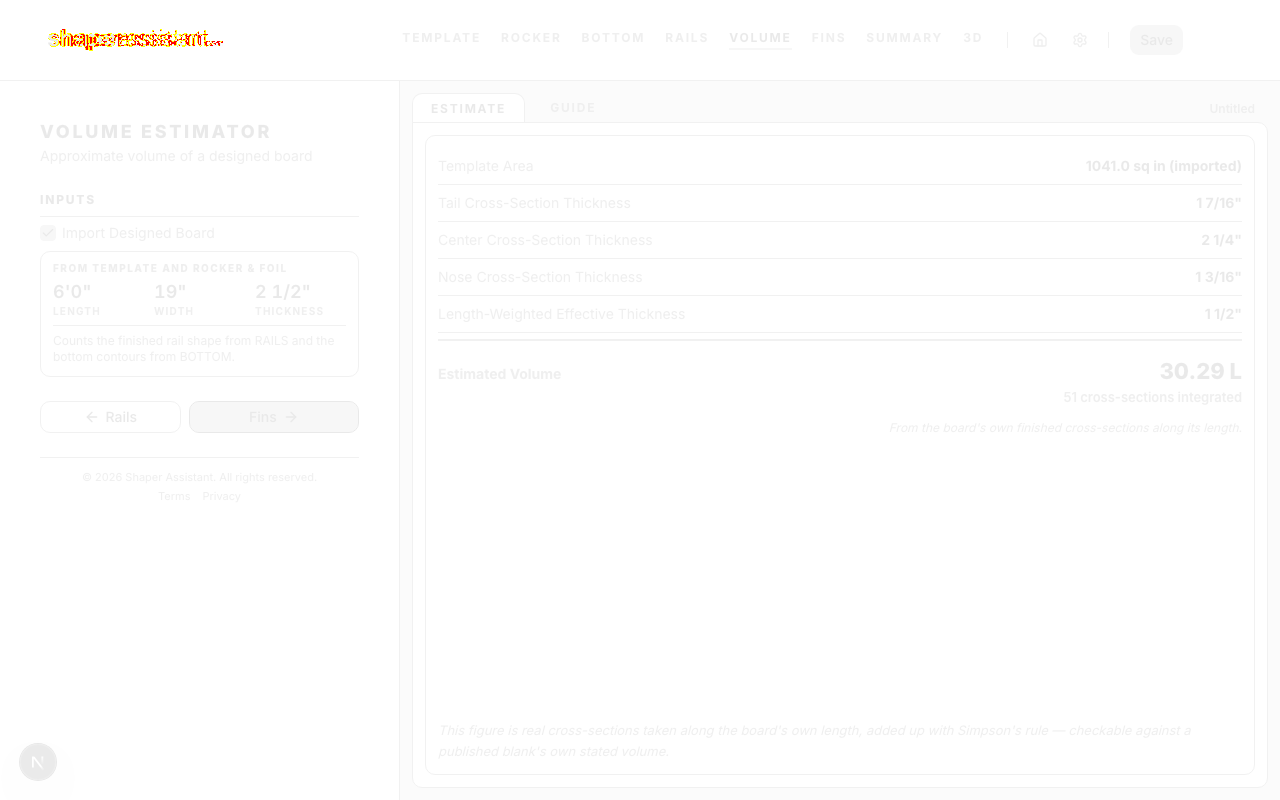 TEMPLATE ROCKER BOTTOM RAILS VOLUME FINS SUMMARY 3D Save
ESTIMATE GUIDE Untitled
VOLUME ESTIMATOR
Approximate volume of a designed board
INPUTS
Import Designed Board
FROM TEMPLATE AND ROCKER & FOIL
6'0" 19" 2 1/2"
LENGTH WIDTH THICKNESS
Counts the finished rail shape from RAILS and the
bottom contours from BOTTOM.
← Rails Fins →
© 2026 Shaper Assistant. All rights reserved.
Terms Privacy
Template Area 1041.0 sq in (imported)
Tail Cross-Section Thickness 1 7/16"
Center Cross-Section Thickness 2 1/4"
Nose Cross-Section Thickness 1 3/16"
Length-Weighted Effective Thickness 1 1/2"
Estimated Volume 30.29 L
51 cross-sections integrated
From the board's own finished cross-sections along its length.
This figure is real cross-sections taken along the board's own length, added up with Simpson's rule — checkable against a
published blank's own stated volume.
N